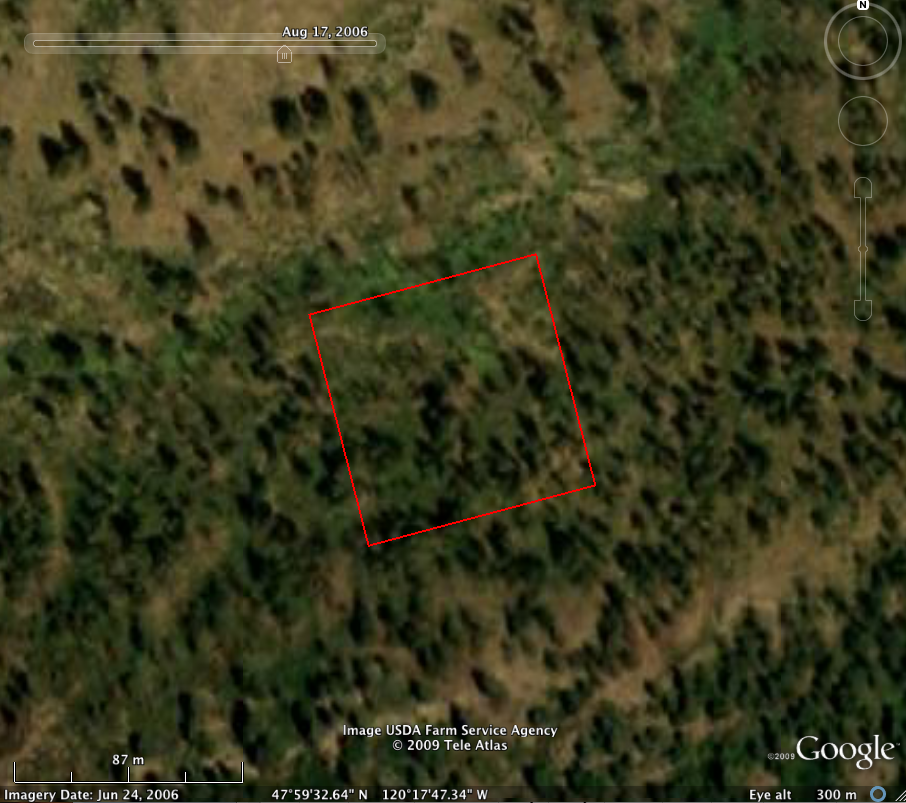 N
Aug 17, 2006
Image USDA Farm Service Agency
© 2009 Tele Atlas
©2009 Google™
87 m
Imagery Date: Jun 24, 2006 47°59'32.64" N 120°17'47.34" W Eye alt 300 m